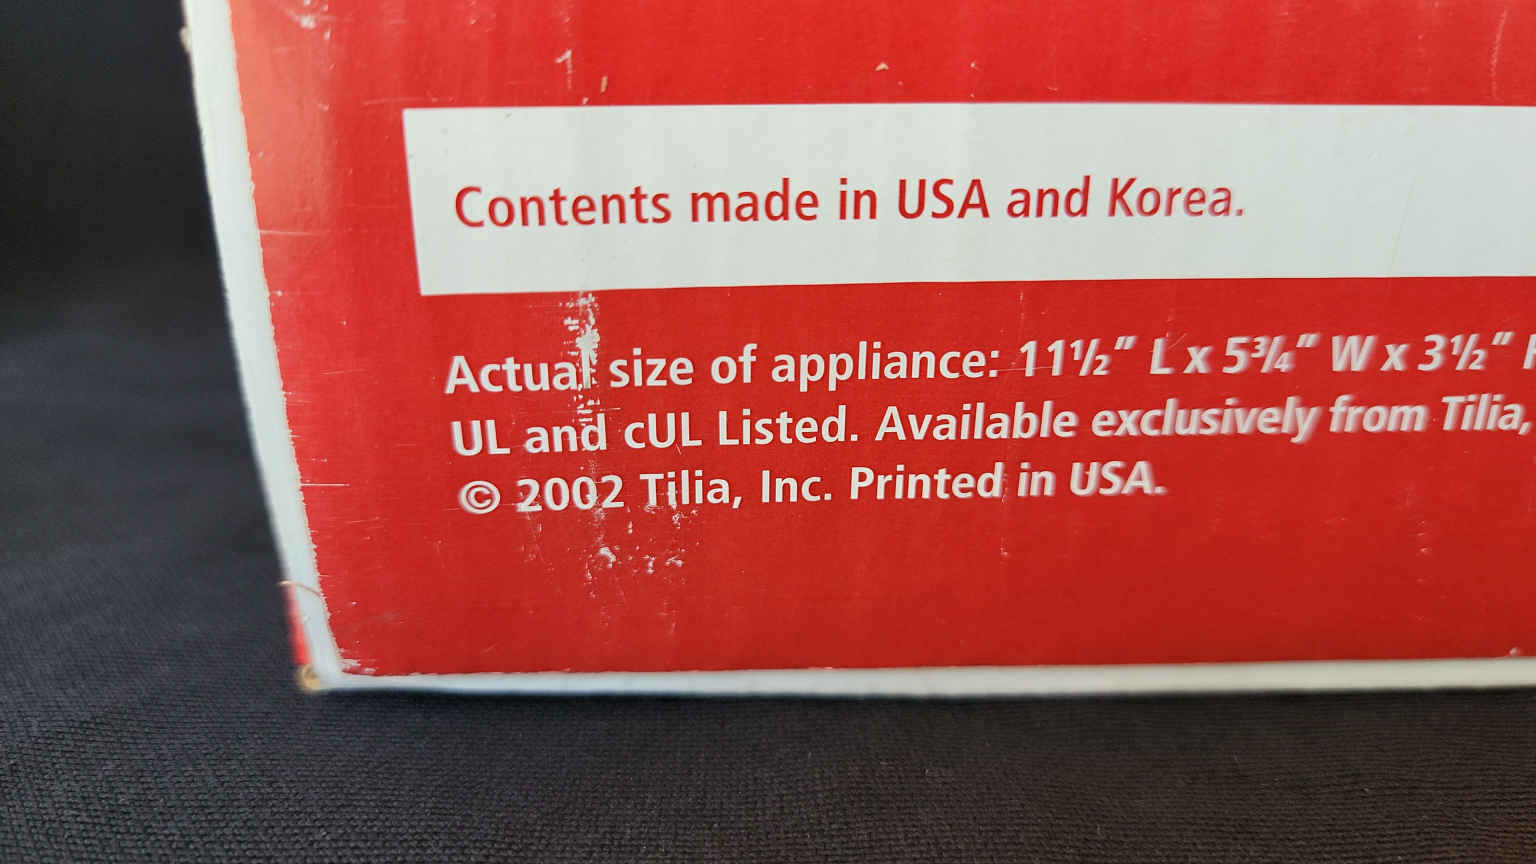 Contents made in USA and Korea.
Actual size of appliance: 11½” L x 5¾” W x 3½”
UL and cUL Listed. Available exclusively from Tilia,
© 2002 Tilia, Inc. Printed in USA.